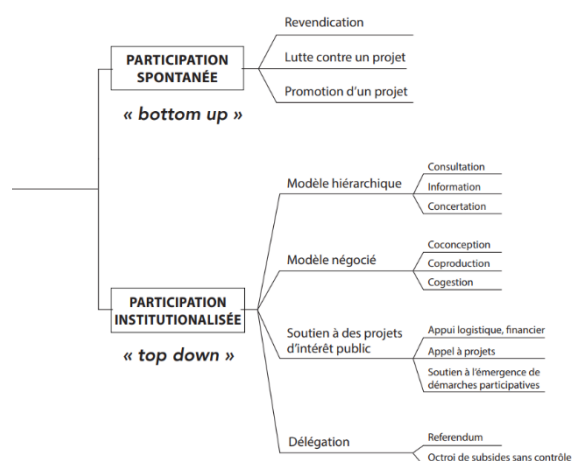 PARTICIPATION
SPONTANÉE
« bottom up »
Revendication
Lutte contre un projet
Promotion d'un projet
PARTICIPATION
INSTITUTIONALISÉE
« top down »
Modèle hiérarchique
Consultation
Information
Concertation
Modèle négocié
Coconception
Coproduction
Cogestion
Soutien à des projets
d'intérêt public
Appui logistique, financier
Appel à projets
Soutien à l'émergence de
démarches participatives
Délégation
Referendum
Octroi de subsides sans contrôle